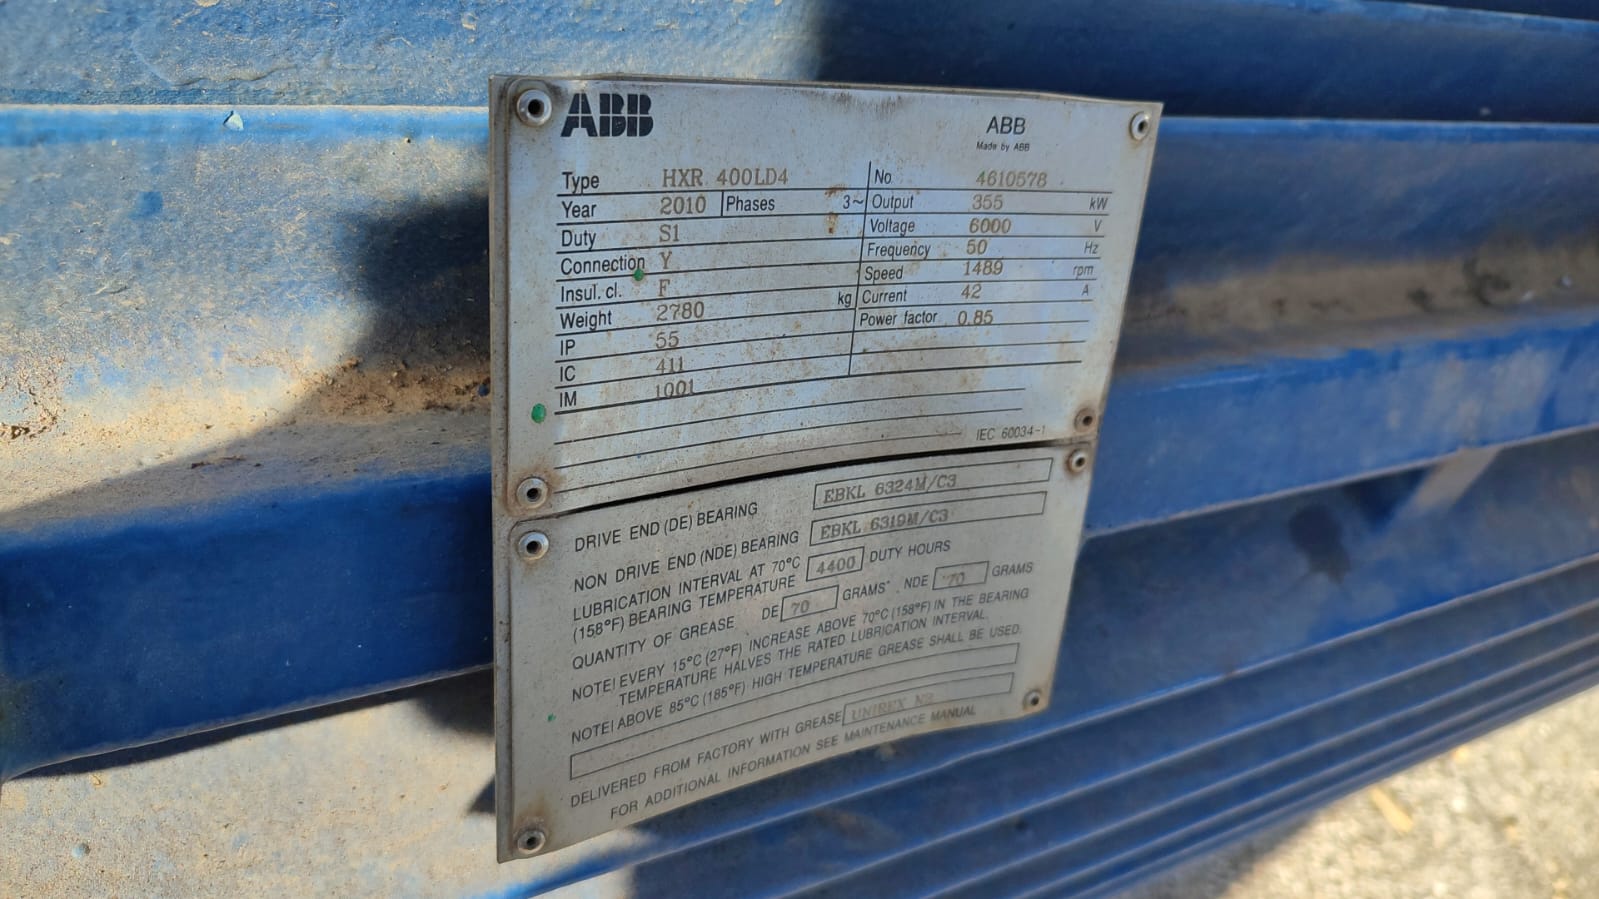 ABB
ABB
Made by ABB
Type HXR 400LD4
No 4610578
Year 2010 Phases 3~
Output 355 kW
Duty S1
Voltage 6000 V
Connection Y
Frequency 50 Hz
Insul. cl. F
Speed 1489 rpm
Weight 2780 kg
Current 42 A
IP 55
Power factor 0.85
IC 411
IM 1001
IEC 60034-1
DRIVE END (DE) BEARING EBKL 6324M/C3
NON DRIVE END (NDE) BEARING EBKL 6319M/C3
LUBRICATION INTERVAL AT 70°C
(158°F) BEARING TEMPERATURE 4400 DUTY HOURS
QUANTITY OF GREASE DE 70 GRAMS NDE 70 GRAMS
NOTE! EVERY 15°C (27°F) INCREASE ABOVE 70°C (158°F) IN THE BEARING
TEMPERATURE HALVES THE RATED LUBRICATION INTERVAL.
NOTE! ABOVE 85°C (185°F) HIGH TEMPERATURE GREASE SHALL BE USED.
DELIVERED FROM FACTORY WITH GREASE UNIREX N2
FOR ADDITIONAL INFORMATION SEE MAINTENANCE MANUAL